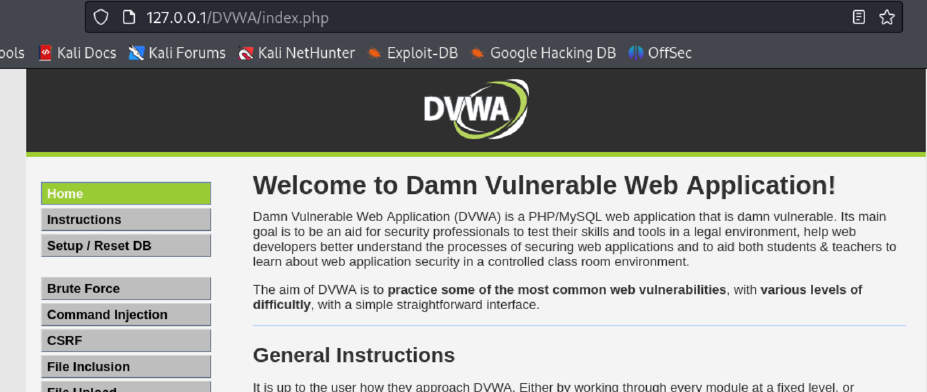 127.0.0.1/DVWA/index.php
ools Kali Docs Kali Forums Kali NetHunter Exploit-DB Google Hacking DB OffSec
DVWA
Home
Instructions
Setup / Reset DB
Brute Force
Command Injection
CSRF
File Inclusion
File Upload
Welcome to Damn Vulnerable Web Application!
Damn Vulnerable Web Application (DVWA) is a PHP/MySQL web application that is damn vulnerable. Its main
goal is to be an aid for security professionals to test their skills and tools in a legal environment, help web
developers better understand the processes of securing web applications and to aid both students & teachers to
learn about web application security in a controlled class room environment.
The aim of DVWA is to practice some of the most common web vulnerabilities, with various levels of
difficultly, with a simple straightforward interface.
General Instructions
It is up to the user how they approach DVWA. Either by working through every module at a fixed level, or